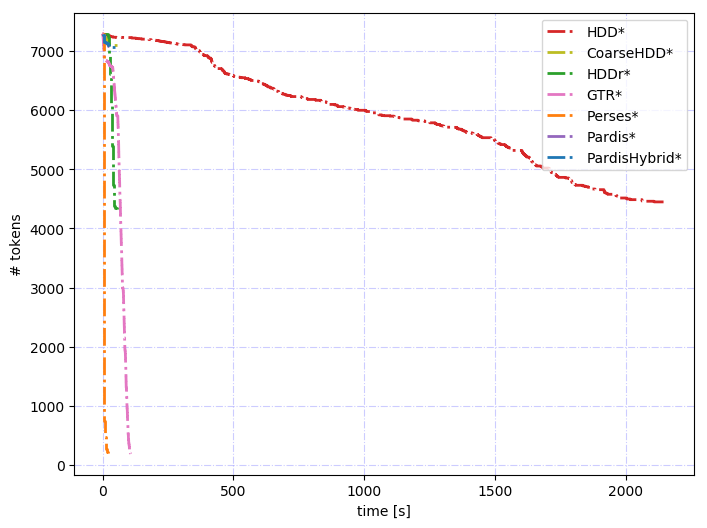 HDD*
CoarseHDD*
HDDr*
GTR*
Perses*
Pardis*
PardisHybrid*
7000
6000
5000
4000
3000
2000
1000
0
# tokens
0 500 1000 1500 2000
time [s]